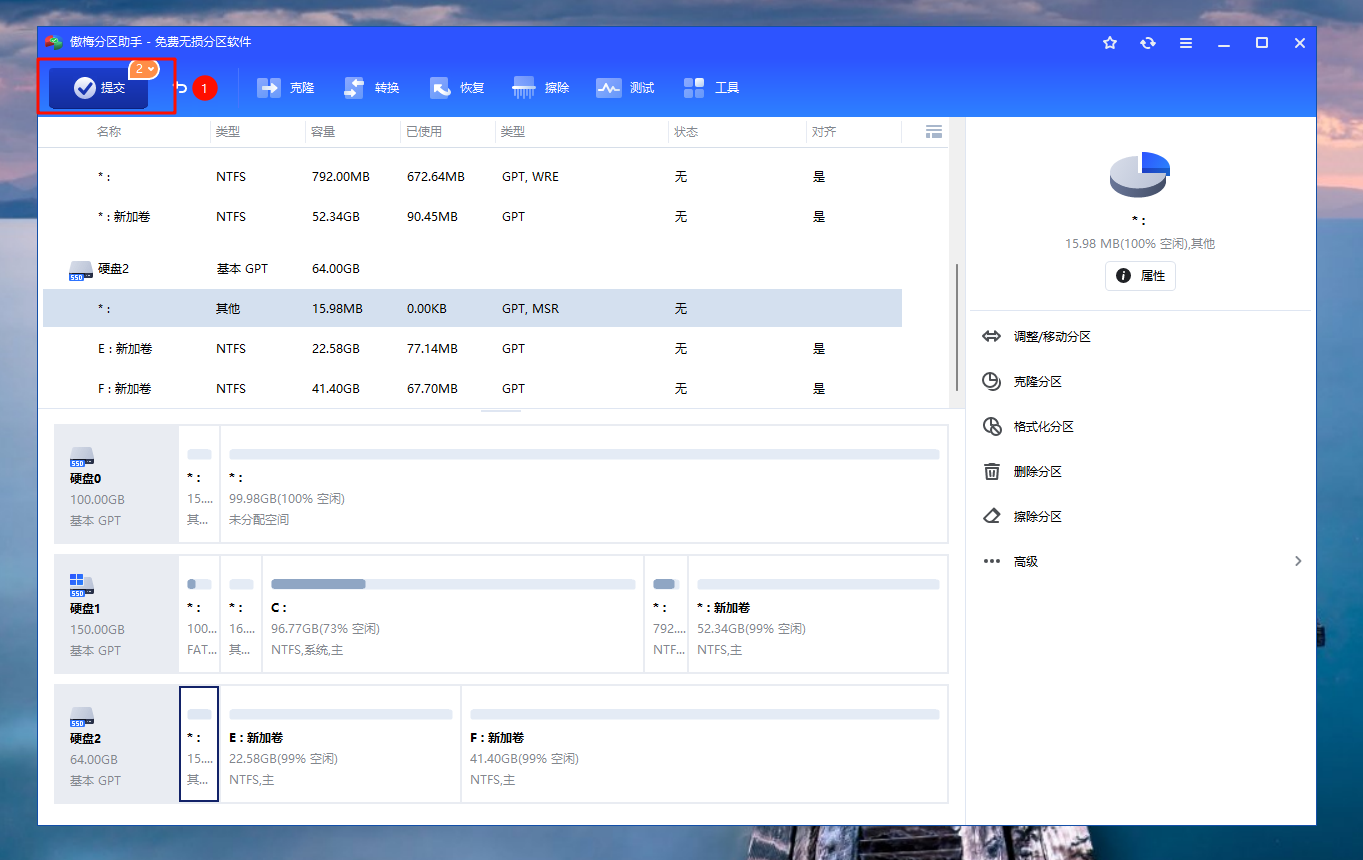 傲梅分区助手 - 免费无损分区软件
提交 2 1 克隆 转换 恢复 擦除 测试 工具
名称 类型 容量 已使用 类型 状态 对齐
* : NTFS 792.00MB 672.64MB GPT, WRE 无 是
* : 新加卷 NTFS 52.34GB 90.45MB GPT 无 是
SSD 硬盘2 基本 GPT 64.00GB
* : 其他 15.98MB 0.00KB GPT, MSR 无
E : 新加卷 NTFS 22.58GB 77.14MB GPT 无 是
F : 新加卷 NTFS 41.40GB 67.70MB GPT 无 是
SSD
硬盘0
100.00GB
基本 GPT
* :
15....
其...
* :
99.98GB(100% 空闲)
未分配空间
SSD
硬盘1
150.00GB
基本 GPT
* :
100...
FAT...
* :
16....
其...
C :
96.77GB(73% 空闲)
NTFS,系统,主
* :
792....
NTF...
* : 新加卷
52.34GB(99% 空闲)
NTFS,主
SSD
硬盘2
64.00GB
基本 GPT
* :
15....
其...
E : 新加卷
22.58GB(99% 空闲)
NTFS,主
F : 新加卷
41.40GB(99% 空闲)
NTFS,主
* :
15.98 MB(100% 空闲),其他
属性
调整/移动分区
克隆分区
格式化分区
删除分区
擦除分区
高级